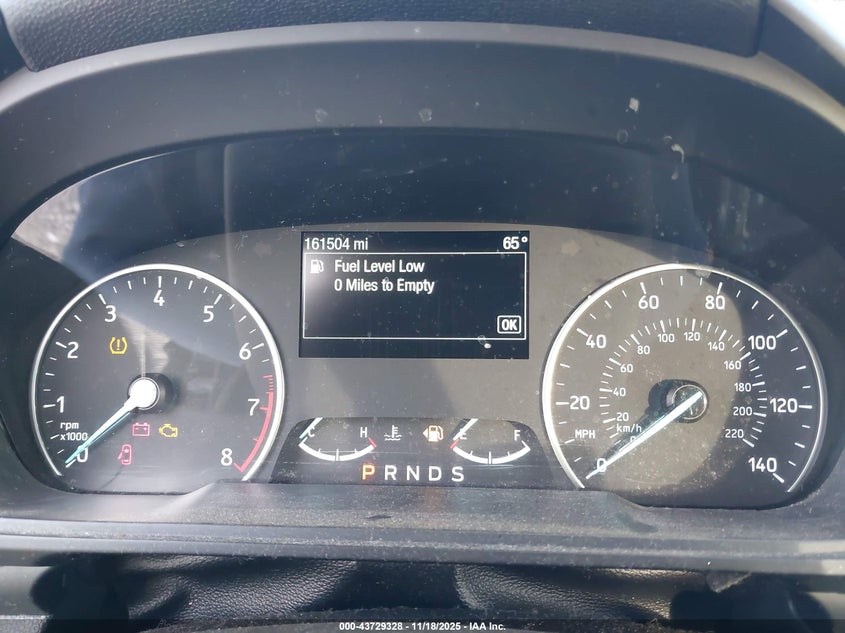 161504 mi 65°
Fuel Level Low
0 Miles to Empty
OK
0 1 2 3 4 5 6 7 8
rpm
x1000
C H
E F
P R N D S
0 20 40 60 80 100 120 140
MPH
0 20 40 60 80 100 120 140 160 180 200 220
km/h
000-43729328 - 11/18/2025 - IAA Inc.